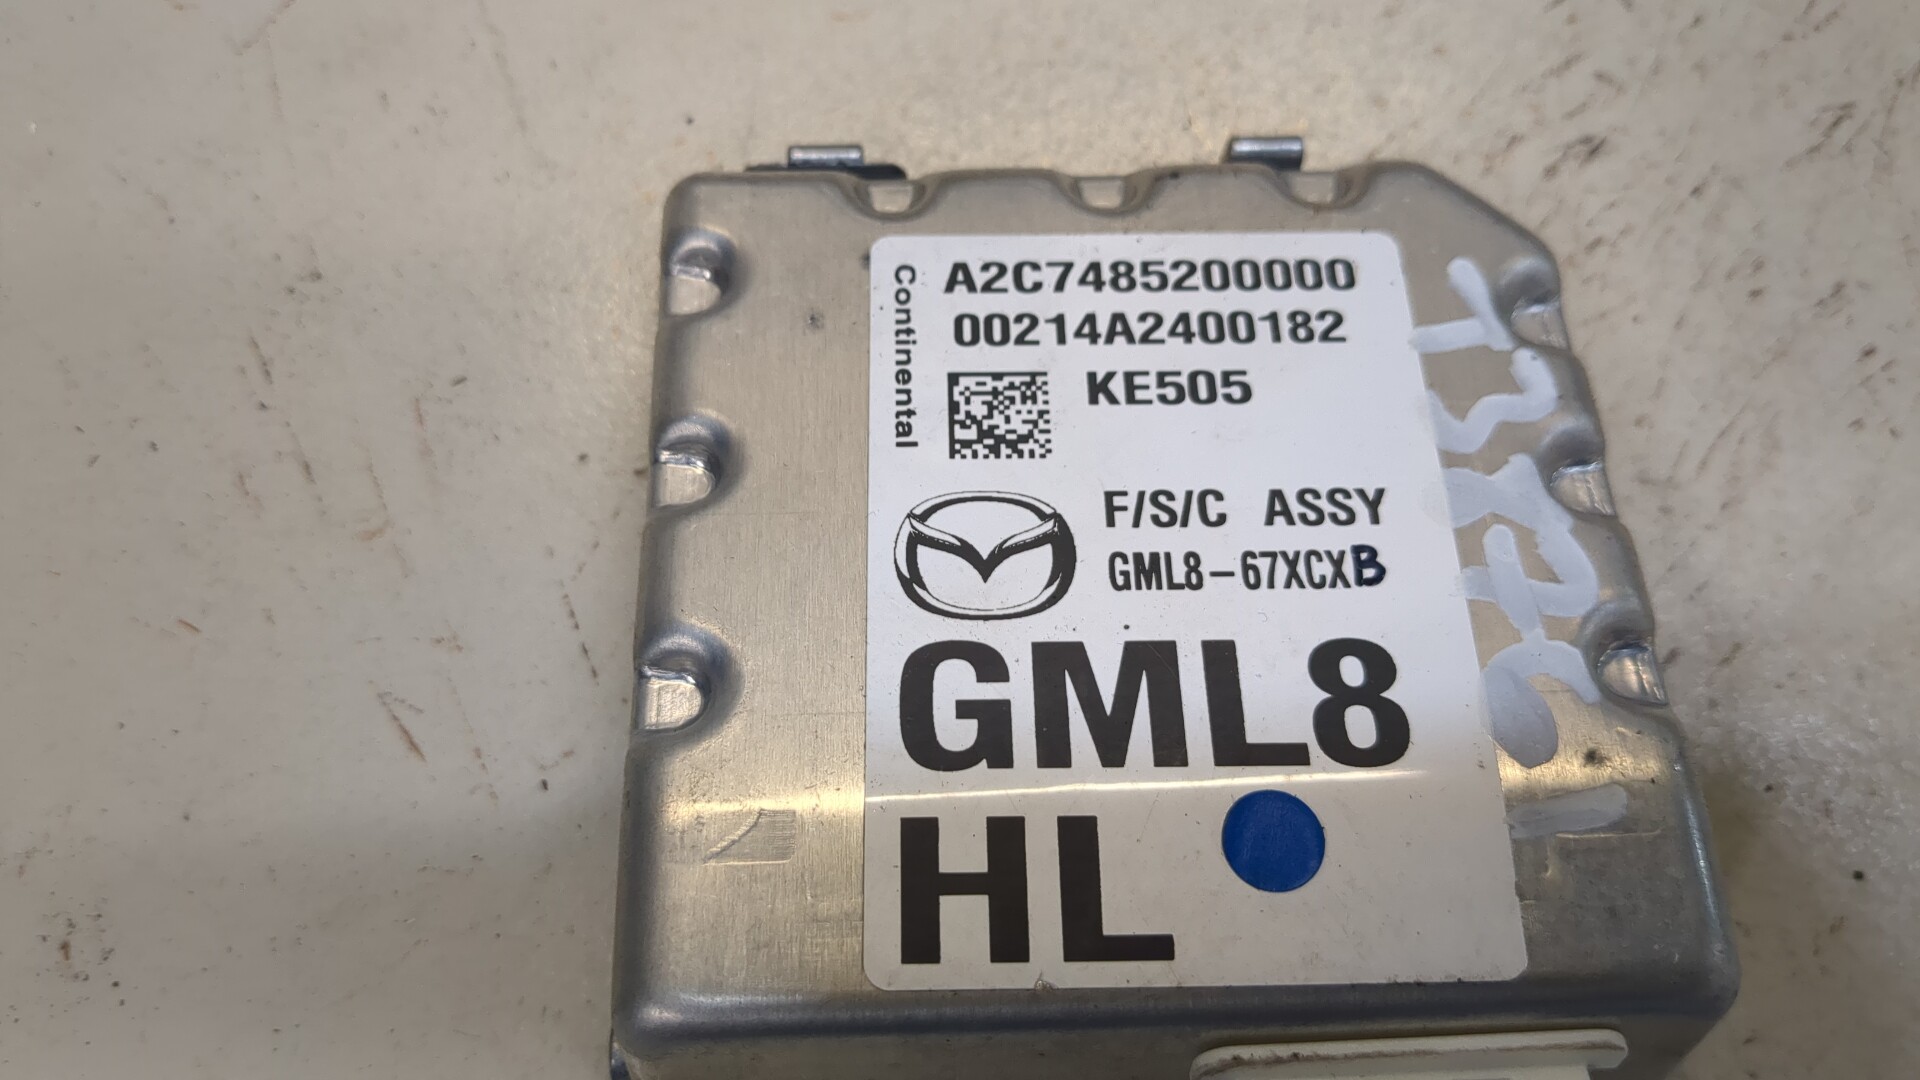 Continental
A2C7485200000
00214A2400182
KE505
F/S/C ASSY
GML8-67XCXB
GML8
HL